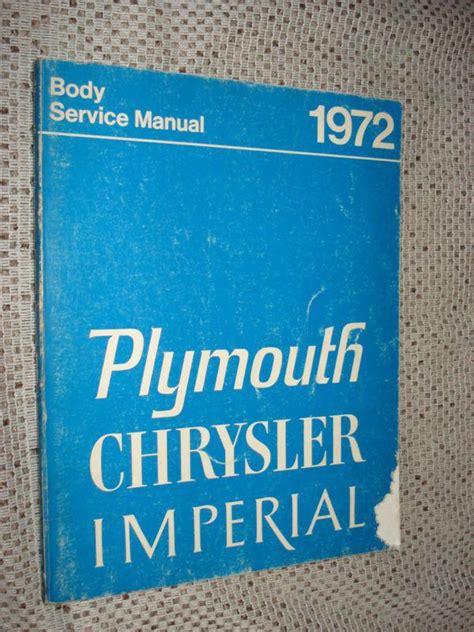 Body
Service Manual
1972
Plymouth
CHRYSLER
IMPERIAL